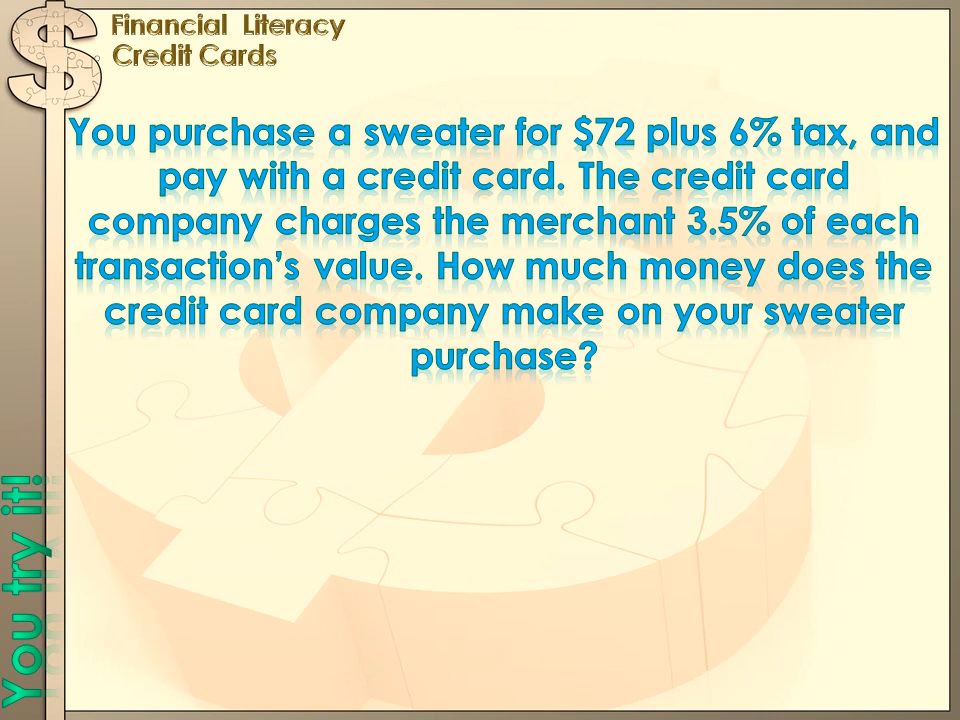 Financial Literacy
Credit Cards
You purchase a sweater for $72 plus 6% tax, and
pay with a credit card. The credit card
company charges the merchant 3.5% of each
transaction’s value. How much money does the
credit card company make on your sweater
purchase?
You try it!